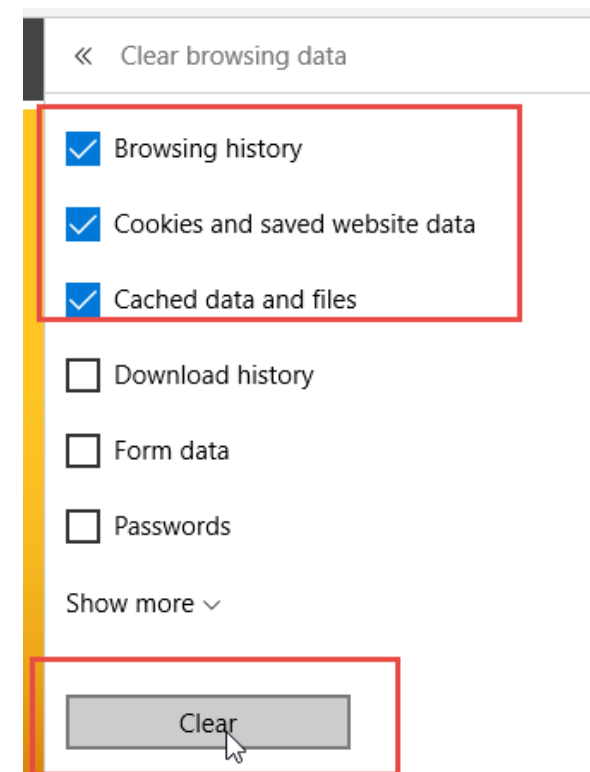 « Clear browsing data
Browsing history
Cookies and saved website data
Cached data and files
Download history
Form data
Passwords
Show more
Clear